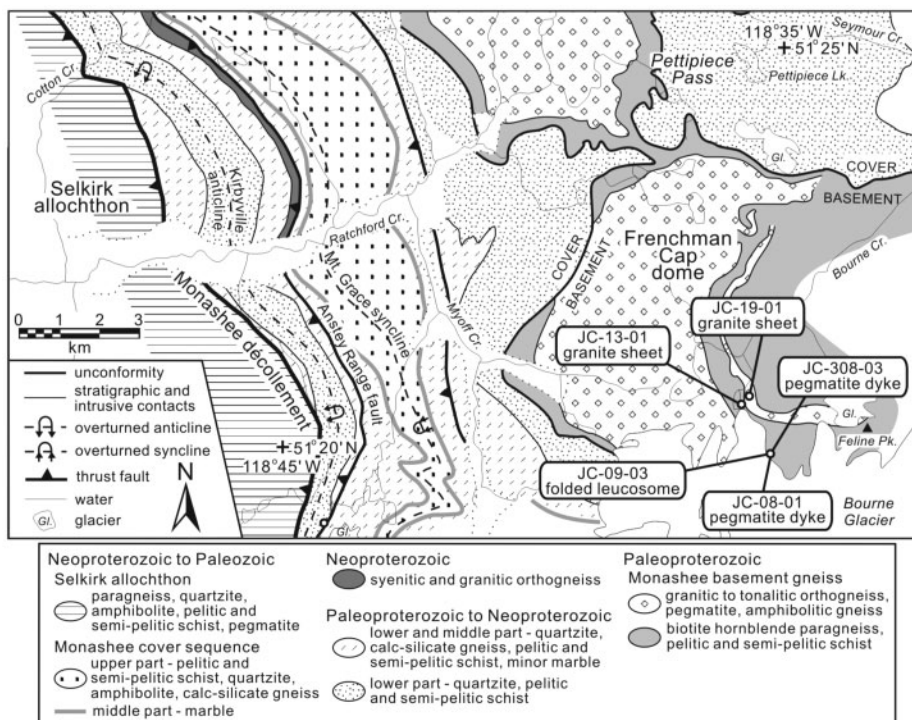 118°35' W
+ 51°25' N
Seymour Cr.
Pettipiece Pass
Pettipiece Lk.
Cotton Cr.
Selkirk
allochthon
Kirbyville
anticline
Ratchford Cr.
Mt. Grace syncline
Monashee décollement
Anstey Range fault
Myoff Cr.
COVER
BASEMENT
Gl.
COVER
BASEMENT
Frenchman
Cap
dome
Bourne Cr.
JC-13-01
granite sheet
JC-19-01
granite sheet
JC-308-03
pegmatite dyke
Gl.
Feline Pk.
JC-09-03
folded leucosome
JC-08-01
pegmatite dyke
Bourne
Glacier
+51°20' N
118°45' W
Gl.
0 1 2 3
km
unconformity
stratigraphic and
intrusive contacts
overturned anticline
overturned syncline
thrust fault
water
Gl. glacier
N
Neoproterozoic to Paleozoic
Selkirk allochthon
paragneiss, quartzite,
amphibolite, pelitic and
semi-pelitic schist, pegmatite
Monashee cover sequence
upper part - pelitic and
semi-pelitic schist, quartzite,
amphibolite, calc-silicate gneiss
middle part - marble
Neoproterozoic
syenitic and granitic orthogneiss
Paleoproterozoic to Neoproterozoic
lower and middle part - quartzite,
calc-silicate gneiss, pelitic and
semi-pelitic schist, minor marble
lower part - quartzite, pelitic
and semi-pelitic schist
Paleoproterozoic
Monashee basement gneiss
granitic to tonalitic orthogneiss,
pegmatite, amphibolitic gneiss
biotite hornblende paragneiss,
pelitic and semi-pelitic schist